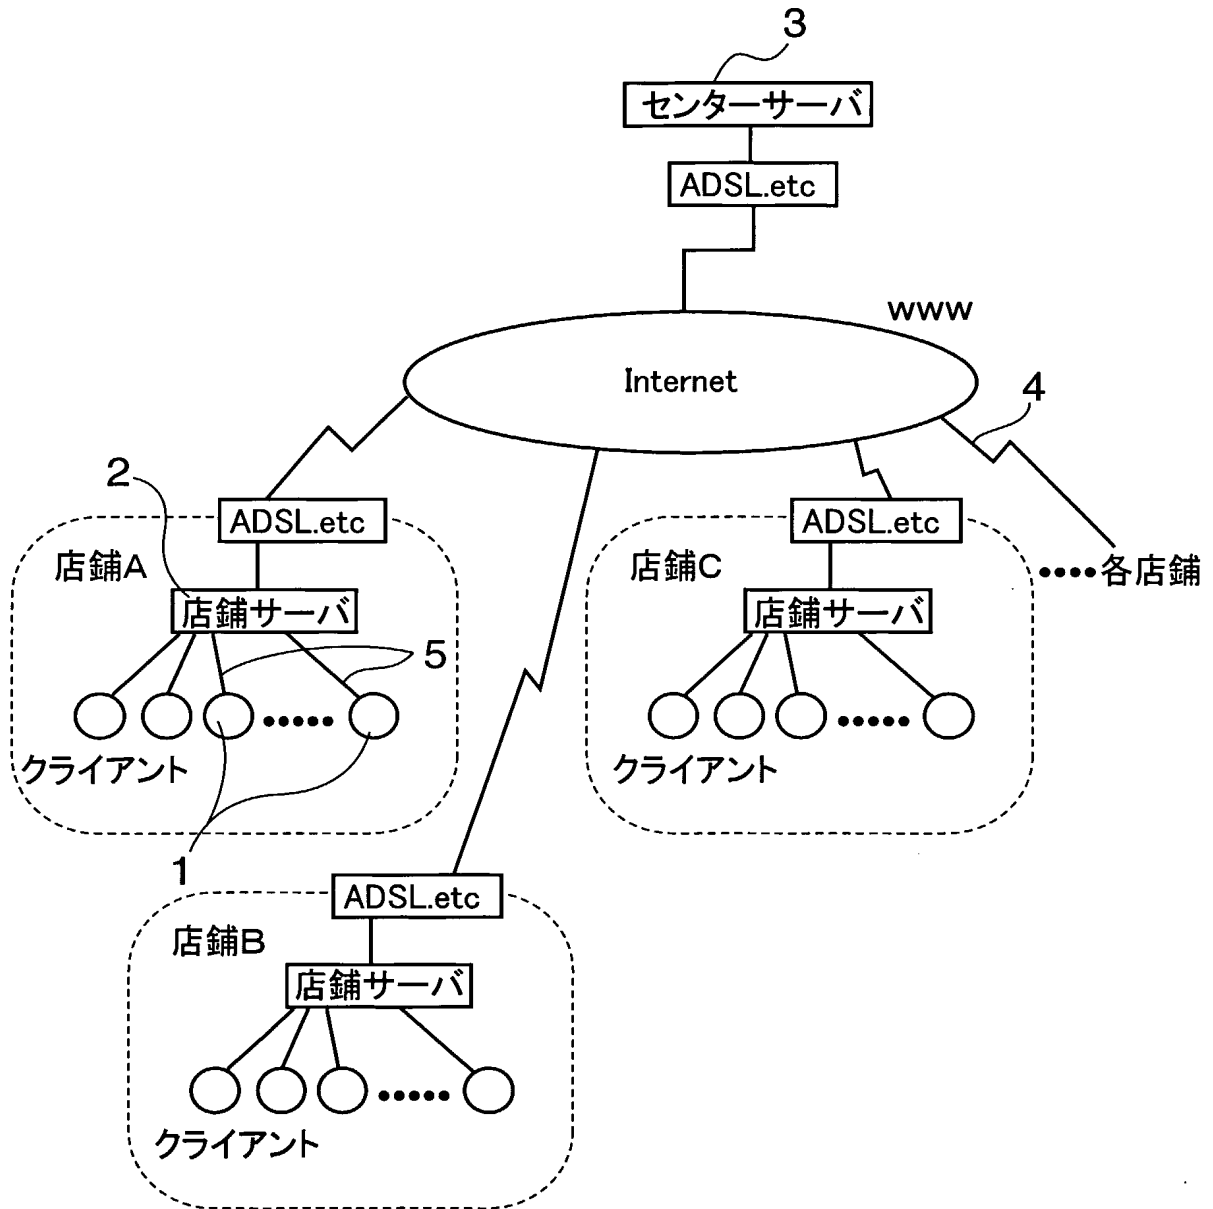 3
センターサーバ
ADSL.etc
www
Internet
4
2
ADSL.etc
店舗A
店舗サーバ
5
クライアント
1
ADSL.etc
店舗C
店舗サーバ
クライアント
各店舗
ADSL.etc
店舗B
店舗サーバ
クライアント